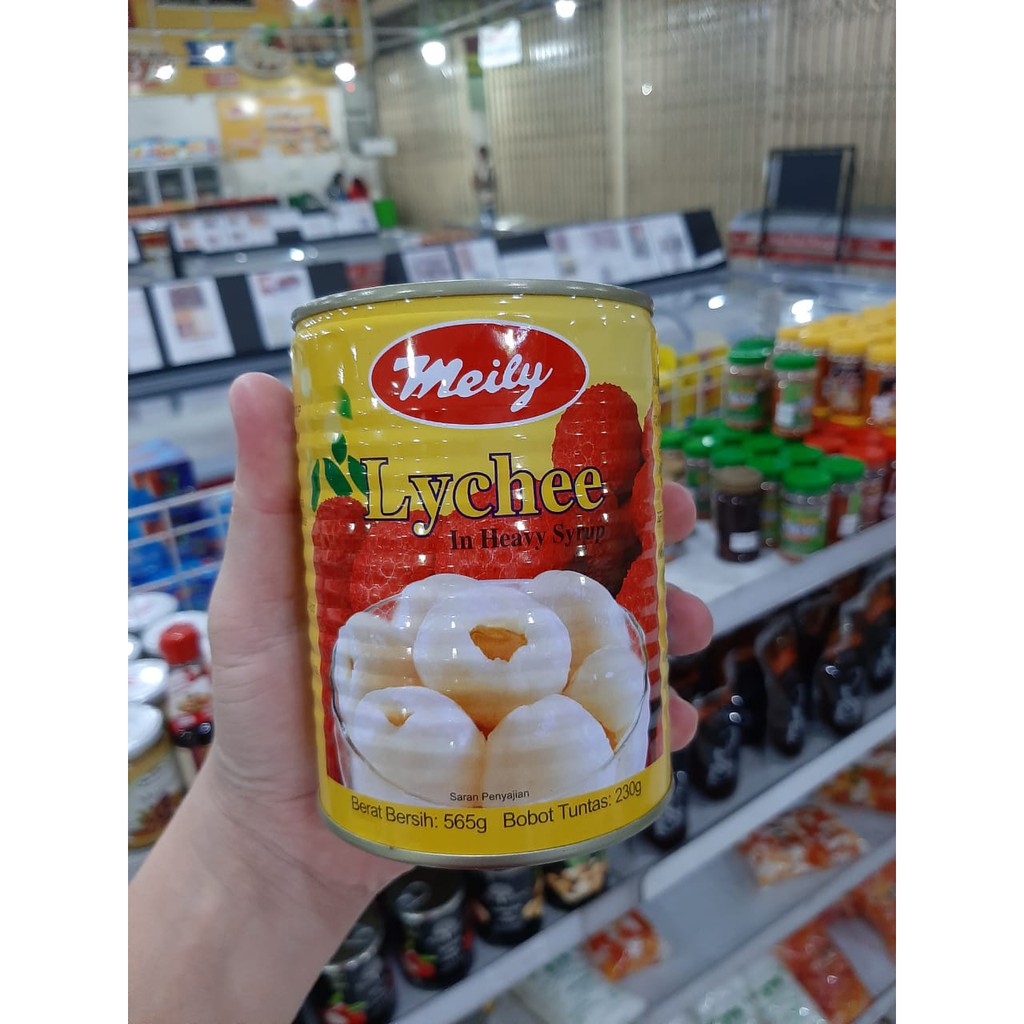 Meily
Lychee
In Heavy Syrup
Saran Penyajian
Berat Bersih: 565g Bobot Tuntas: 230g